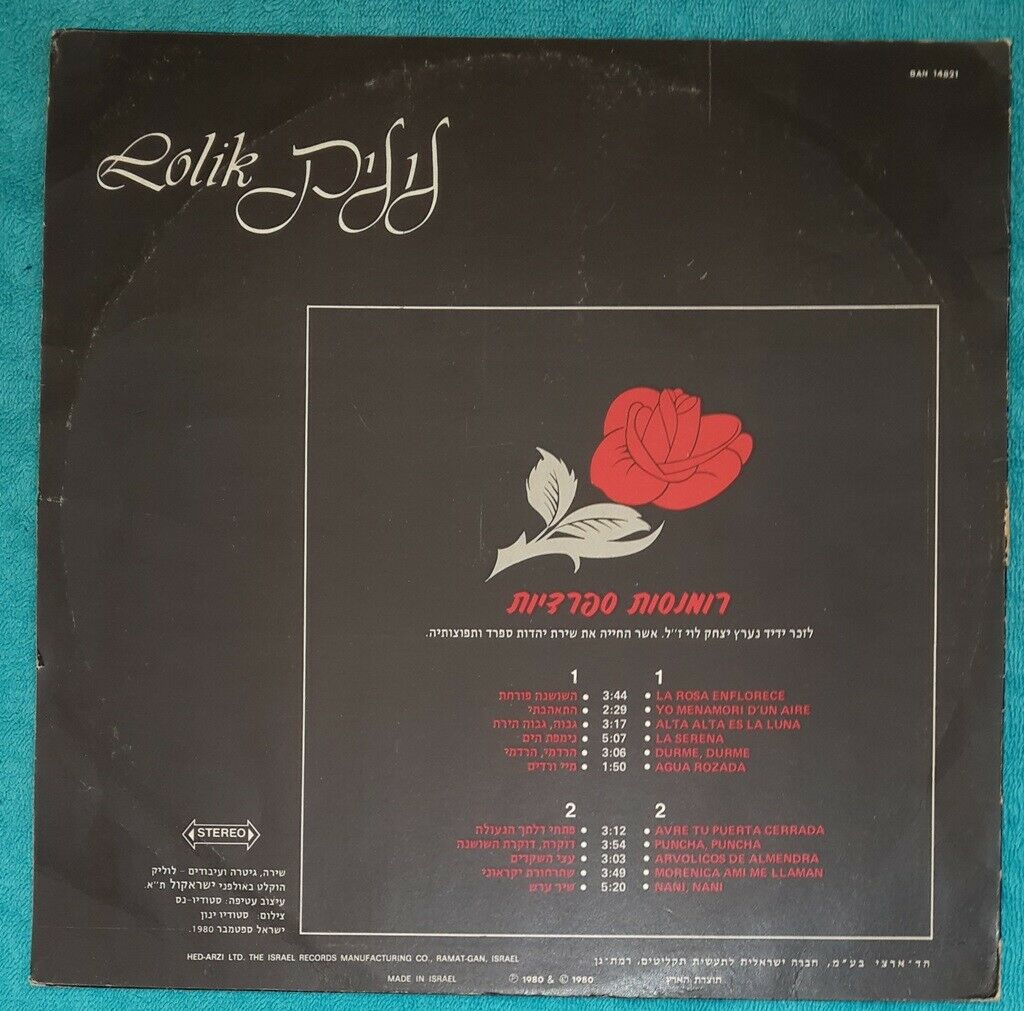 BAN 14821
Lolik לוליק
רומנסות ספרדיות
לזכר ידיד נערץ יצחק לוי ז"ל. אשר החייה את שירת יהדות ספרד ותפוצותיה.
1 1
השושנה פורחת • 3:44 • LA ROSA ENFLORECE
התאהבתי • 2:29 • YO MENAMORI D'UN AIRE
גבוה, גבוה הירח • 3:17 • ALTA ALTA ES LA LUNA
נימפת הים • 5:07 • LA SERENA
הרדמי, הרדמי • 3:06 • DURME, DURME
מיי ורדים • 1:50 • AGUA ROZADA
2 2
פתחי דלתך הנעולה • 3:12 • AVRE TU PUERTA CERRADA
דוקרת, דוקרת השושנה • 3:54 • PUNCHA, PUNCHA
עצי השקדים • 3:03 • ARVOLICOS DE ALMENDRA
שחרחורת יקראוני • 3:49 • MORENICA AMI ME LLAMAN
שיר ערש • 5:20 • NANI, NANI
STEREO
שירה, גיטרה ועיבודים - לוליק
הוקלט באולפני ישראקול ת"א.
עיצוב עטיפה: סטודיו-נס
צילום: סטודיו ינון
ישראל ספטמבר 1980.
HED-ARZI LTD. THE ISRAEL RECORDS MANUFACTURING CO., RAMAT-GAN, ISRAEL
הד-ארצי בע"מ, חברה ישראלית לתעשית תקליטים, רמת-גן
MADE IN ISRAEL ℗ 1980 & © 1980 תוצרת הארץ